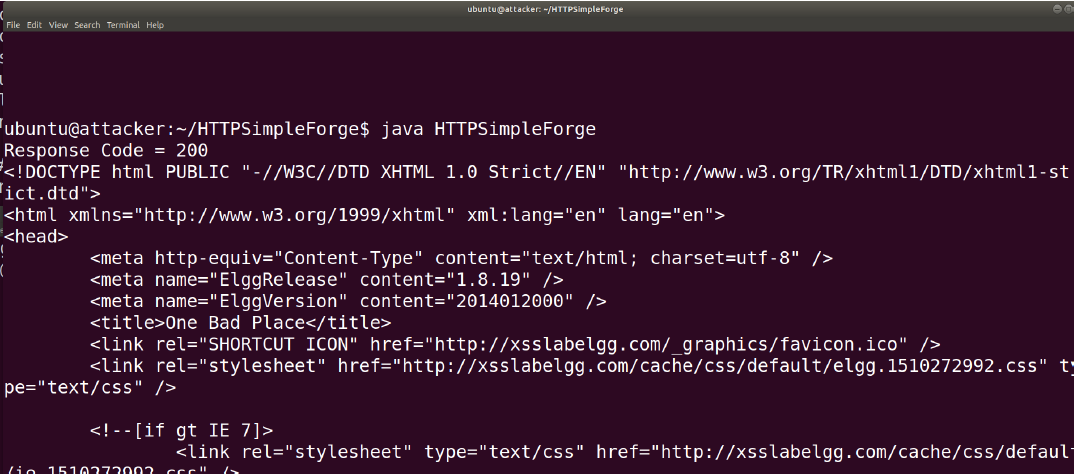 ubuntu@attacker: ~/HTTPSimpleForge
File Edit View Search Terminal Help
ubuntu@attacker:~/HTTPSimpleForge$ java HTTPSimpleForge
Response Code = 200
<!DOCTYPE html PUBLIC "-//W3C//DTD XHTML 1.0 Strict//EN" "http://www.w3.org/TR/xhtml1/DTD/xhtml1-str
ict.dtd">
<html xmlns="http://www.w3.org/1999/xhtml" xml:lang="en" lang="en">
<head>
        <meta http-equiv="Content-Type" content="text/html; charset=utf-8" />
        <meta name="ElggRelease" content="1.8.19" />
        <meta name="ElggVersion" content="2014012000" />
        <title>One Bad Place</title>
        <link rel="SHORTCUT ICON" href="http://xsslabelgg.com/_graphics/favicon.ico" />
        <link rel="stylesheet" href="http://xsslabelgg.com/cache/css/default/elgg.1510272992.css" ty
pe="text/css" />
        <!--[if gt IE 7]>
                <link rel="stylesheet" type="text/css" href="http://xsslabelgg.com/cache/css/default
/ie.1510272992.css" />